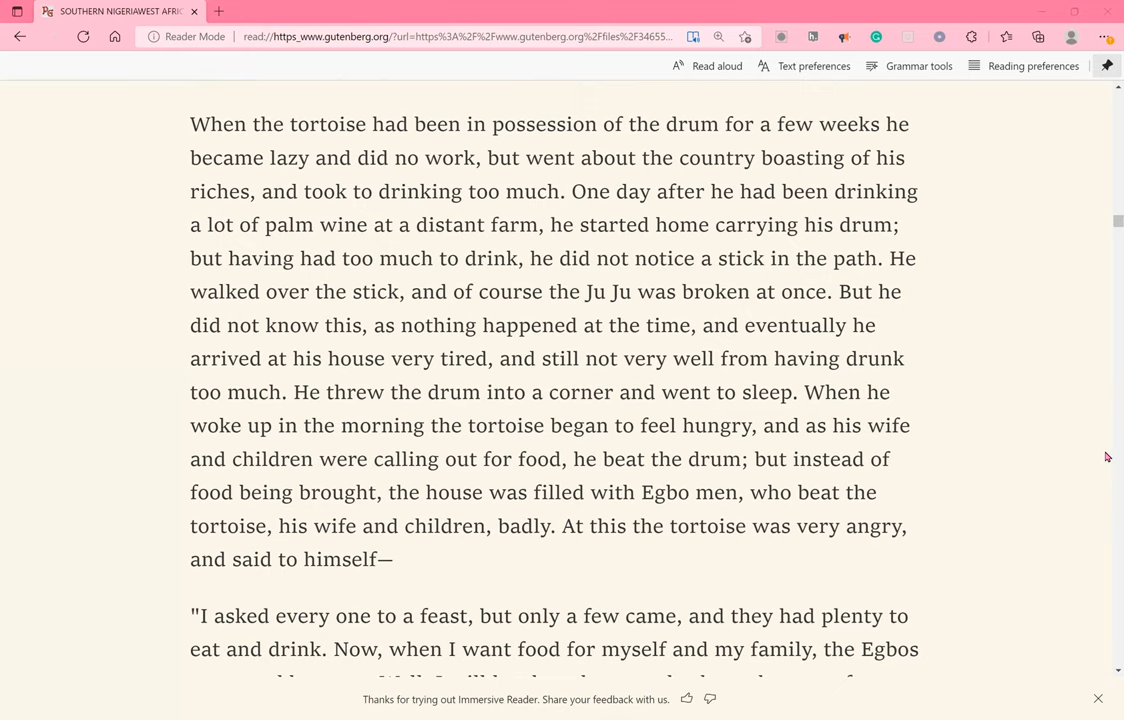 SOUTHERN NIGERIAWEST AFRIC
Reader Mode
read://https_www.gutenberg.org/?url=https%3A%2F%2Fwww.gutenberg.org%2Ffiles%2F34655...
Read aloud
Text preferences
Grammar tools
Reading preferences
When the tortoise had been in possession of the drum for a few weeks he
became lazy and did no work, but went about the country boasting of his
riches, and took to drinking too much. One day after he had been drinking
a lot of palm wine at a distant farm, he started home carrying his drum;
but having had too much to drink, he did not notice a stick in the path. He
walked over the stick, and of course the Ju Ju was broken at once. But he
did not know this, as nothing happened at the time, and eventually he
arrived at his house very tired, and still not very well from having drunk
too much. He threw the drum into a corner and went to sleep. When he
woke up in the morning the tortoise began to feel hungry, and as his wife
and children were calling out for food, he beat the drum; but instead of
food being brought, the house was filled with Egbo men, who beat the
tortoise, his wife and children, badly. At this the tortoise was very angry,
and said to himself—
"I asked every one to a feast, but only a few came, and they had plenty to
eat and drink. Now, when I want food for myself and my family, the Egbos
Thanks for trying out Immersive Reader. Share your feedback with us.